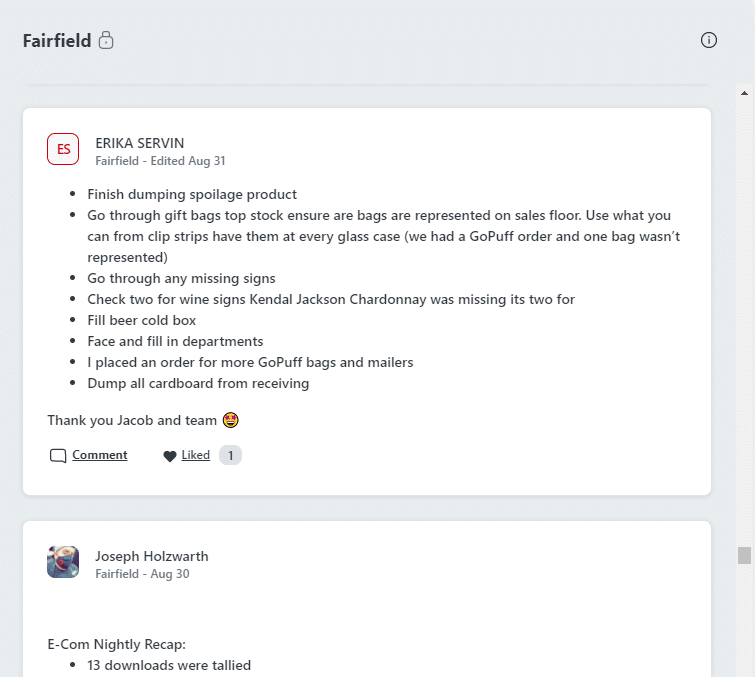 Fairfield
ES
ERIKA SERVIN
Fairfield - Edited Aug 31
• Finish dumping spoilage product
• Go through gift bags top stock ensure are bags are represented on sales floor. Use what you
can from clip strips have them at every glass case (we had a GoPuff order and one bag wasn’t
represented)
• Go through any missing signs
• Check two for wine signs Kendal Jackson Chardonnay was missing its two for
• Fill beer cold box
• Face and fill in departments
• I placed an order for more GoPuff bags and mailers
• Dump all cardboard from receiving
Thank you Jacob and team 🤩
Comment Liked 1
Joseph Holzwarth
Fairfield - Aug 30
E-Com Nightly Recap:
• 13 downloads were tallied